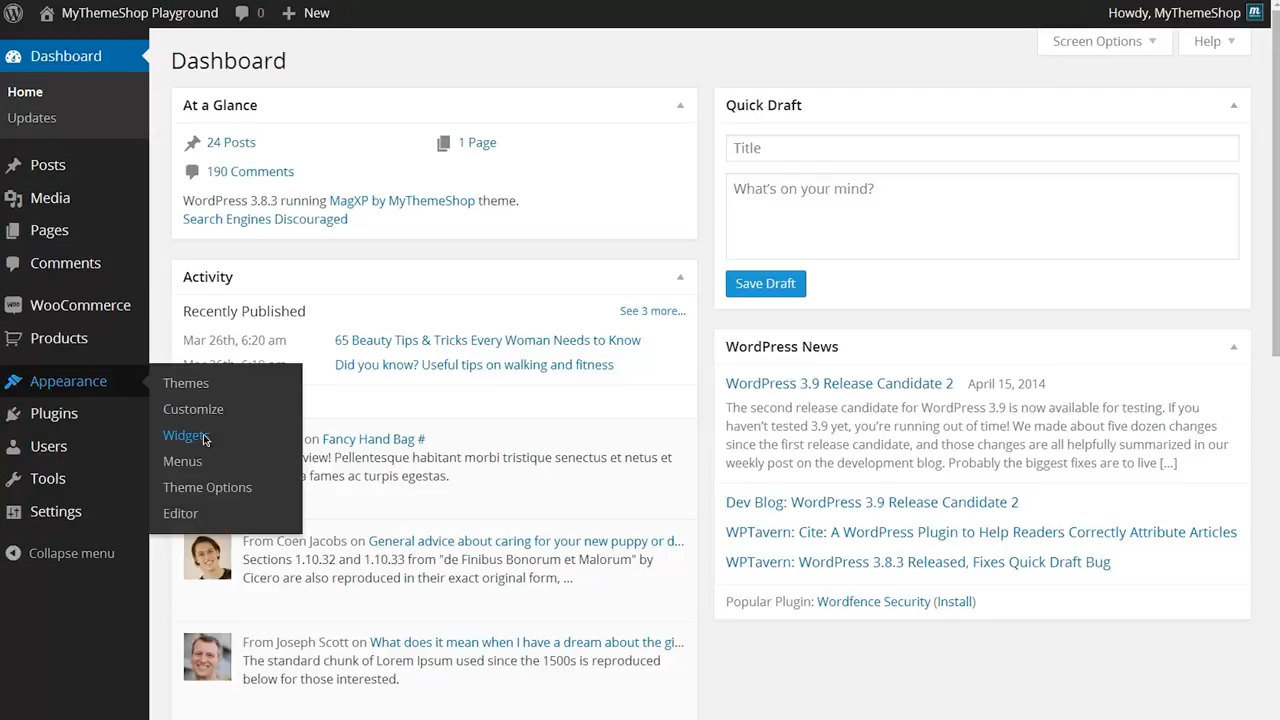 MyThemeShop Playground 0 New Howdy, MyThemeShop
Dashboard
Home
Updates
Posts
Media
Pages
Comments
WooCommerce
Products
Appearance
Plugins
Users
Tools
Settings
Collapse menu
Themes
Customize
Widgets
Menus
Theme Options
Editor
Screen Options Help
Dashboard
At a Glance
24 Posts 1 Page
190 Comments
WordPress 3.8.3 running MagXP by MyThemeShop theme.
Search Engines Discouraged
Activity
Recently Published See 3 more...
Mar 26th, 6:20 am 65 Beauty Tips & Tricks Every Woman Needs to Know
Did you know? Useful tips on walking and fitness
on Fancy Hand Bag #
Pellentesque habitant morbi tristique senectus et netus et
fames ac turpis egestas.
From Coen Jacobs on General advice about caring for your new puppy or d...
Sections 1.10.32 and 1.10.33 from "de Finibus Bonorum et Malorum" by
Cicero are also reproduced in their exact original form, ...
From Joseph Scott on What does it mean when I have a dream about the gi...
The standard chunk of Lorem Ipsum used since the 1500s is reproduced
below for those interested.
Quick Draft
Title
What's on your mind?
Save Draft
WordPress News
WordPress 3.9 Release Candidate 2 April 15, 2014
The second release candidate for WordPress 3.9 is now available for testing. If you
haven't tested 3.9 yet, you're running out of time! We made about five dozen changes
since the first release candidate, and those changes are all helpfully summarized in our
weekly post on the development blog. Probably the biggest fixes are to live [...]
Dev Blog: WordPress 3.9 Release Candidate 2
WPTavern: Cite: A WordPress Plugin to Help Readers Correctly Attribute Articles
WPTavern: WordPress 3.8.3 Released, Fixes Quick Draft Bug
Popular Plugin: Wordfence Security (Install)